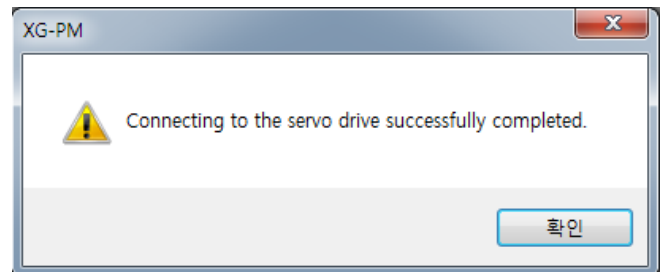 XG-PM
Connecting to the servo drive successfully completed.
확인